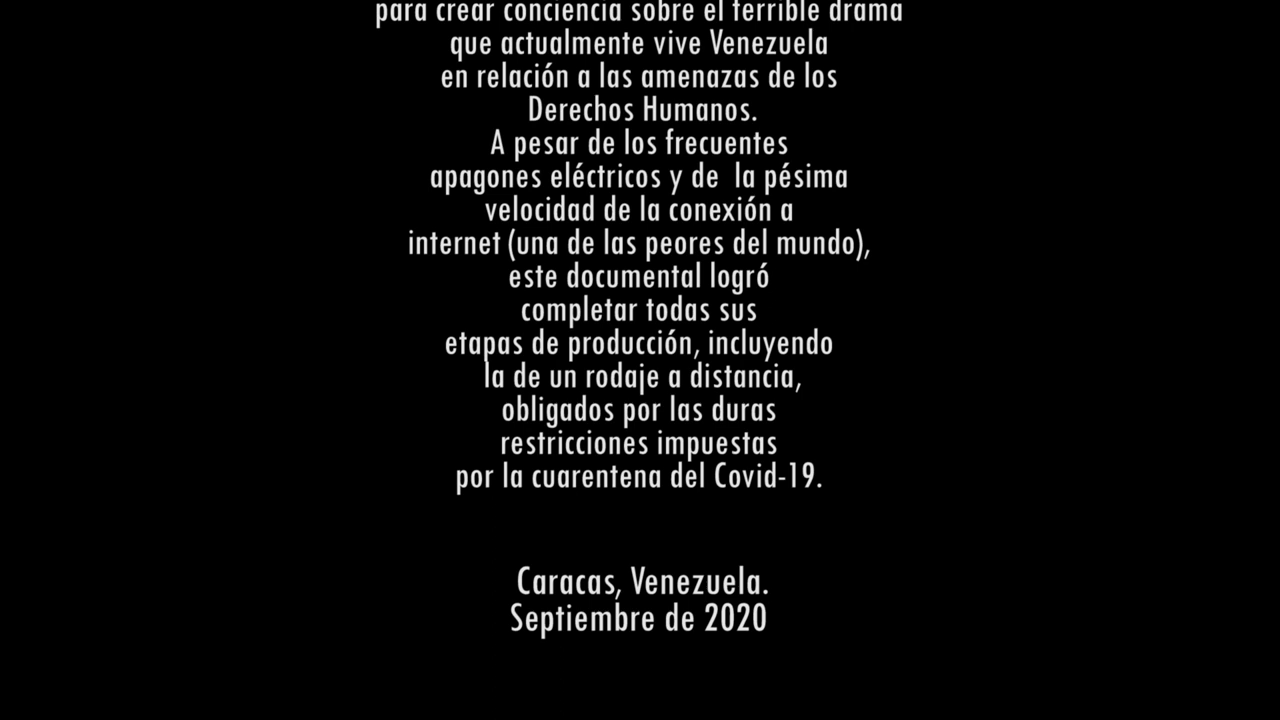 para crear conciencia sobre el terrible drama
que actualmente vive Venezuela
en relación a las amenazas de los
Derechos Humanos.
A pesar de los frecuentes
apagones eléctricos y de  la pésima
velocidad de la conexión a
internet (una de las peores del mundo),
este documental logró
completar todas sus
etapas de producción, incluyendo
la de un rodaje a distancia,
obligados por las duras
restricciones impuestas
por la cuarentena del Covid-19.
Caracas, Venezuela.
Septiembre de 2020